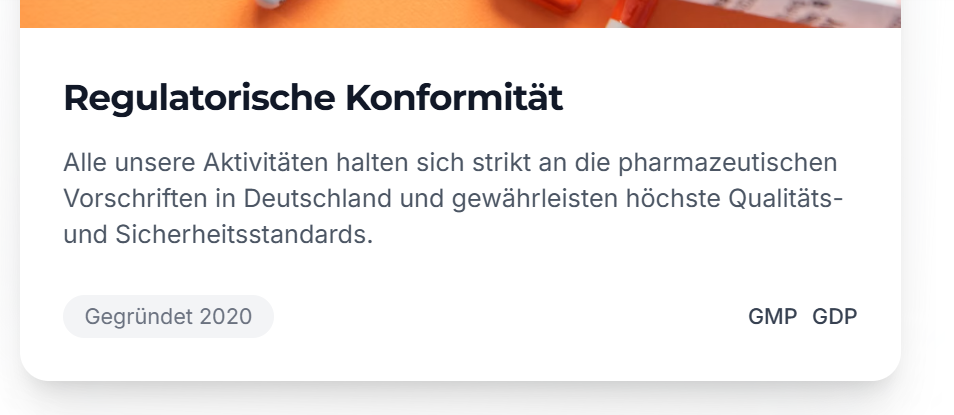 Regulatorische Konformität
Alle unsere Aktivitäten halten sich strikt an die pharmazeutischen
Vorschriften in Deutschland und gewährleisten höchste Qualitäts-
und Sicherheitsstandards.
Gegründet 2020
GMP GDP